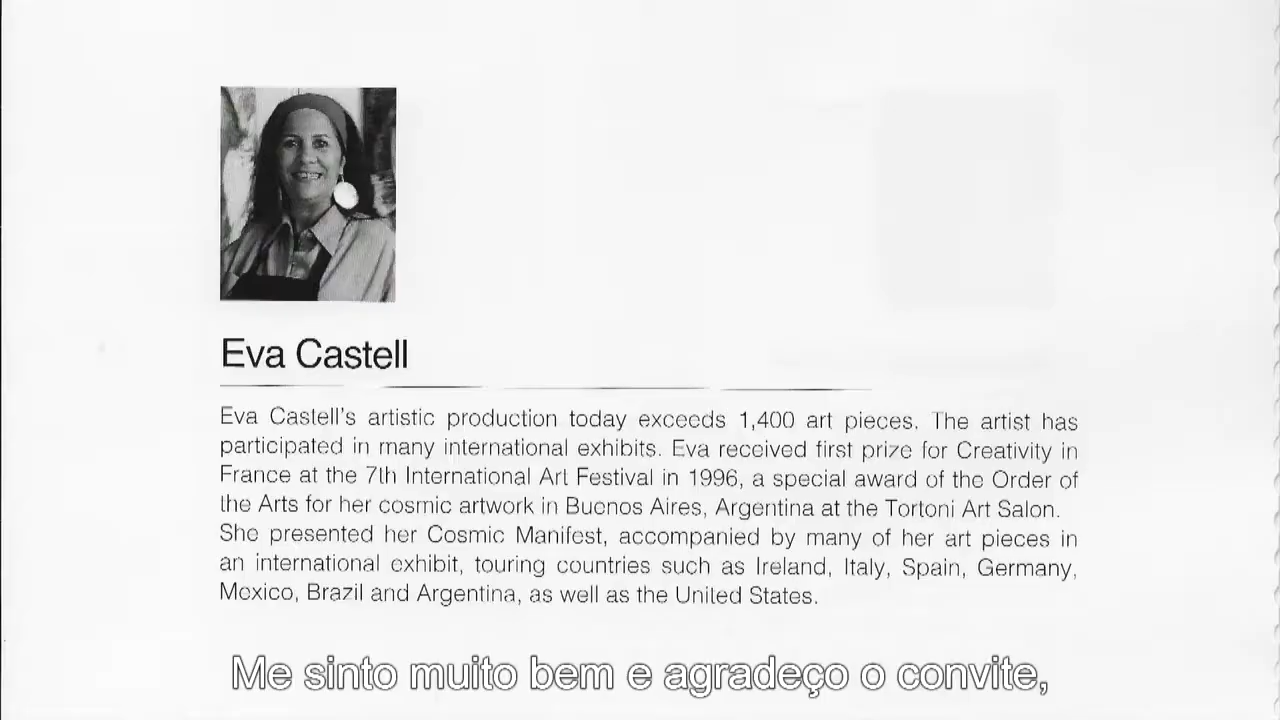 Eva Castell
Eva Castell's artistic production today exceeds 1,400 art pieces. The artist has
participated in many international exhibits. Eva received first prize for Creativity in
France at the 7th International Art Festival in 1996, a special award of the Order of
the Arts for her cosmic artwork in Buenos Aires, Argentina at the Tortoni Art Salon.
She presented her Cosmic Manifest, accompanied by many of her art pieces in
an international exhibit, touring countries such as Ireland, Italy, Spain, Germany,
Mexico, Brazil and Argentina, as well as the United States.
Me sinto muito bem e agradeço o convite,